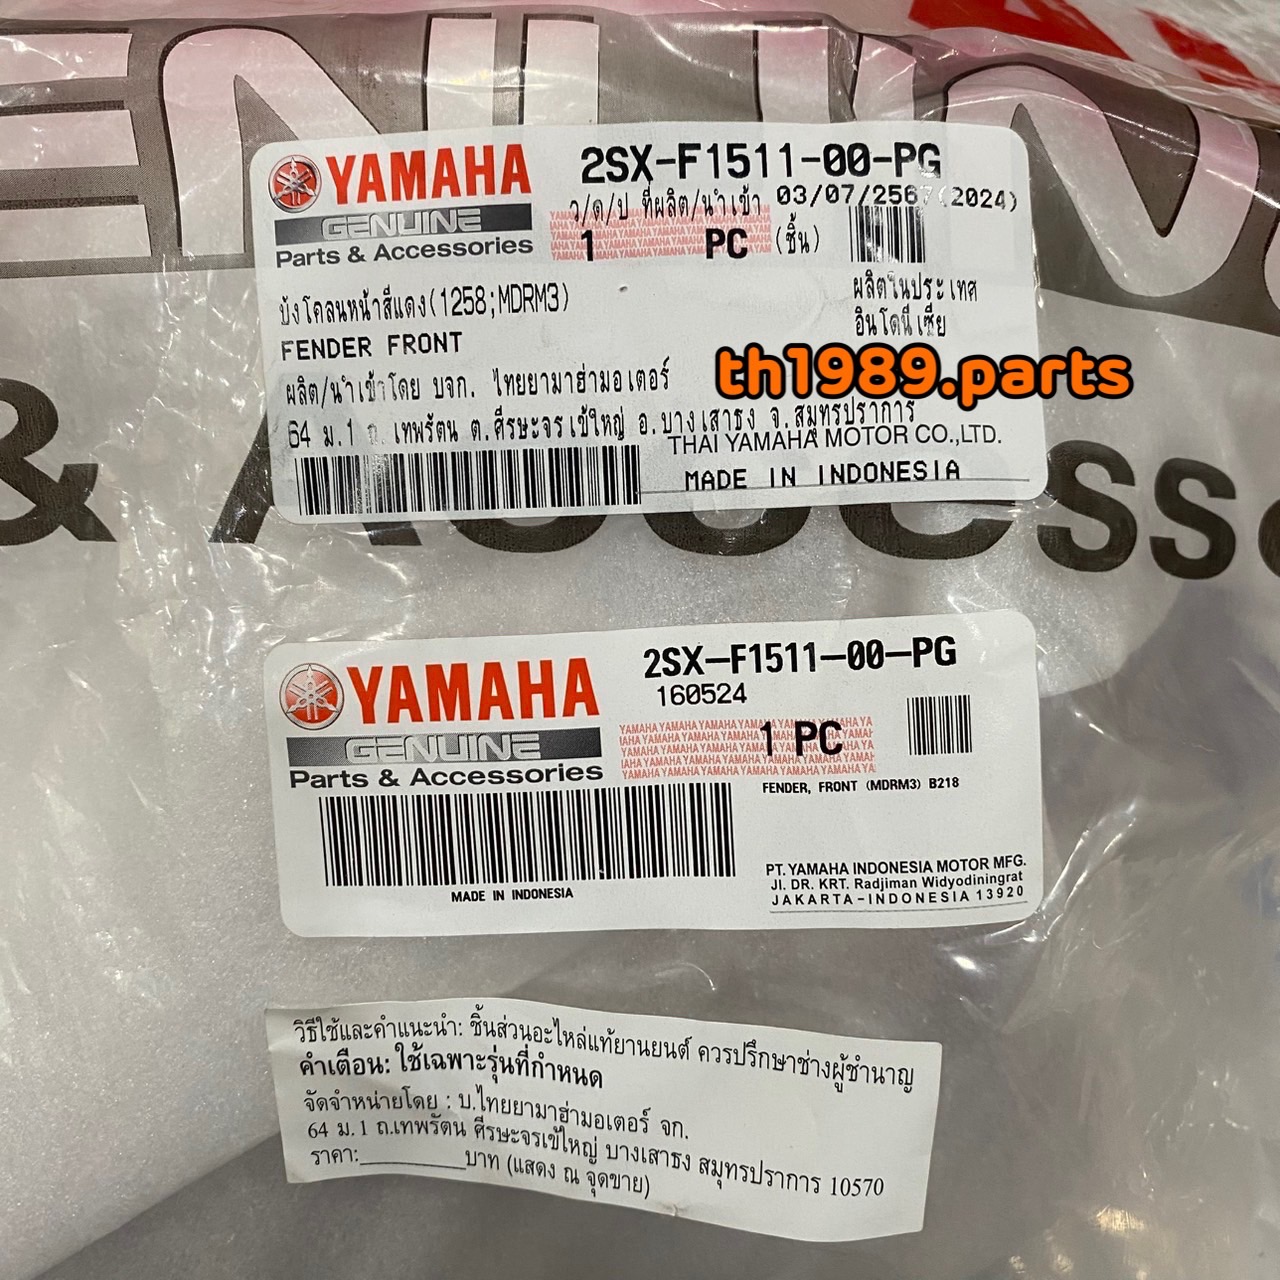 YAMAHA
GENUINE
Parts & Accessories
2SX-F1511-00-PG
ว/ด/ป ที่ผลิต/นำเข้า 03/07/2567 (2024)
1 PC (ชิ้น)
บังโคลนหน้าสีแดง(1258;MDRM3)
FENDER FRONT
ผลิตในประเทศ
อินโดนีเซีย
ผลิต/นำเข้าโดย บจก. ไทยยามาฮ่ามอเตอร์
th1989.parts
64 ม.1 ถ. เทพรัตน ต.ศีรษะจรเข้ใหญ่ อ.บางเสาธง จ.สมุทรปราการ
THAI YAMAHA MOTOR CO.,LTD.
MADE IN INDONESIA
& Accesso
YAMAHA
GENUINE
Parts & Accessories
2SX-F1511-00-PG
160524
1 PC
FENDER, FRONT (MDRM3) B218
MADE IN INDONESIA
PT. YAMAHA INDONESIA MOTOR MFG.
Jl. DR. KRT. Radjiman Widyodiningrat
JAKARTA-INDONESIA 13920
วิธีใช้และคำแนะนำ: ชิ้นส่วนอะไหล่แท้ยานยนต์ ควรปรึกษาช่างผู้ชำนาญ
คำเตือน: ใช้เฉพาะรุ่นที่กำหนด
จัดจำหน่ายโดย : บ.ไทยยามาฮ่ามอเตอร์ จก.
64 ม.1 ถ.เทพรัตน ศีรษะจรเข้ใหญ่ บางเสาธง สมุทรปราการ 10570
ราคา:__________บาท (แสดง ณ จุดขาย)